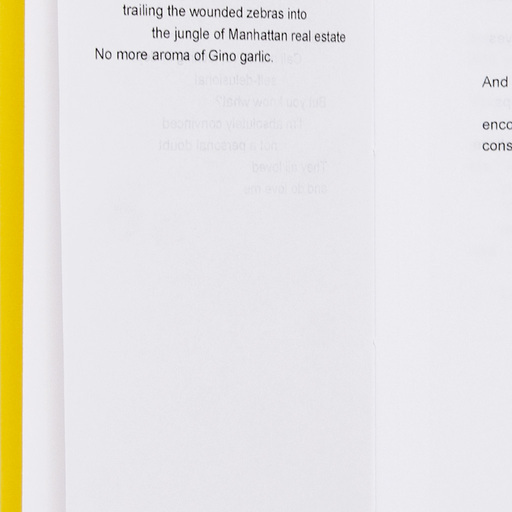 trailing the wounded zebras into
the jungle of Manhattan real estate
No more aroma of Gino garlic.
And
enco
cons